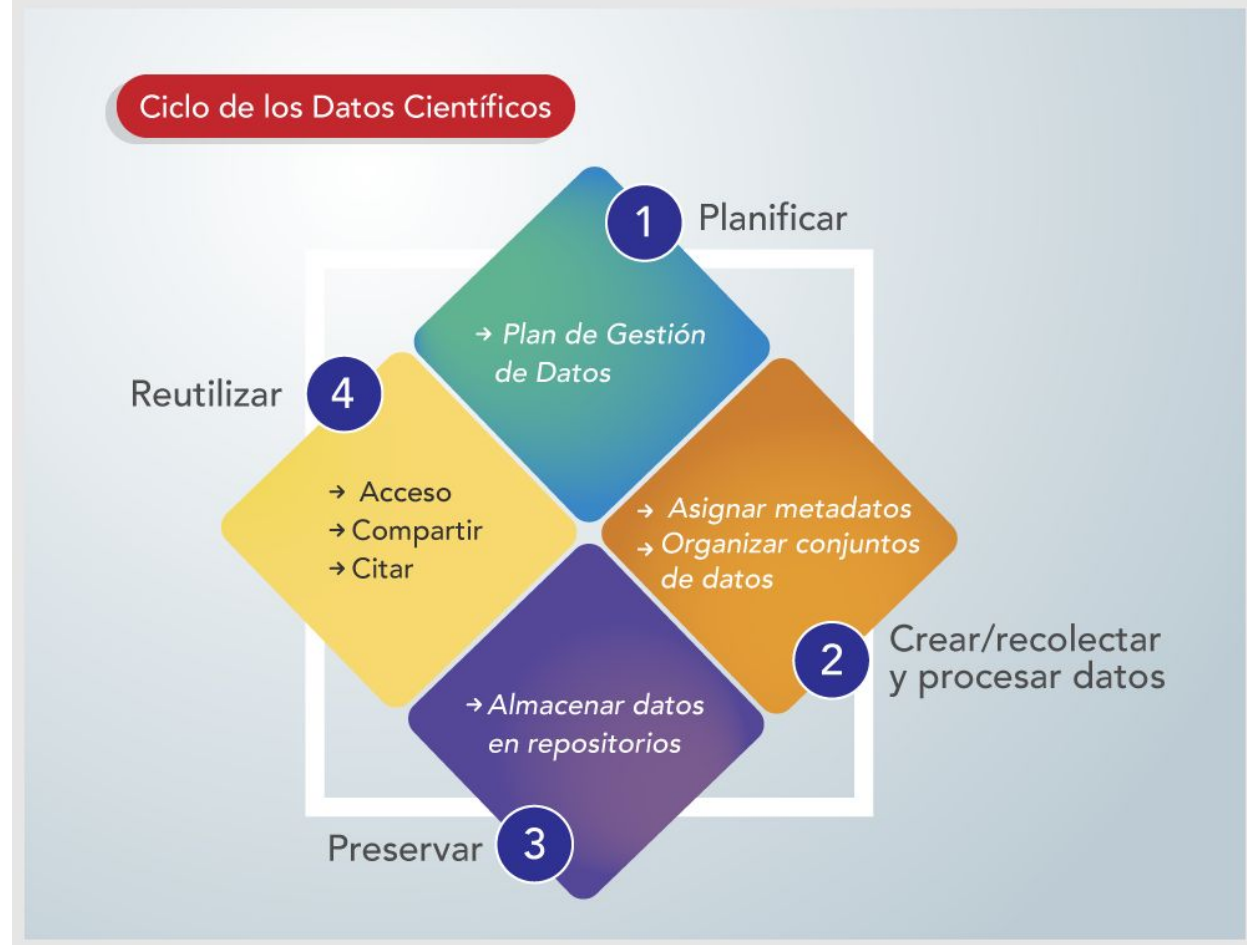 Ciclo de los Datos Científicos
1
Planificar
→ Plan de Gestión
de Datos
2
Crear/recolectar
y procesar datos
→ Asignar metadatos
→ Organizar conjuntos
de datos
3
Preservar
→ Almacenar datos
en repositorios
4
Reutilizar
→ Acceso
→ Compartir
→ Citar